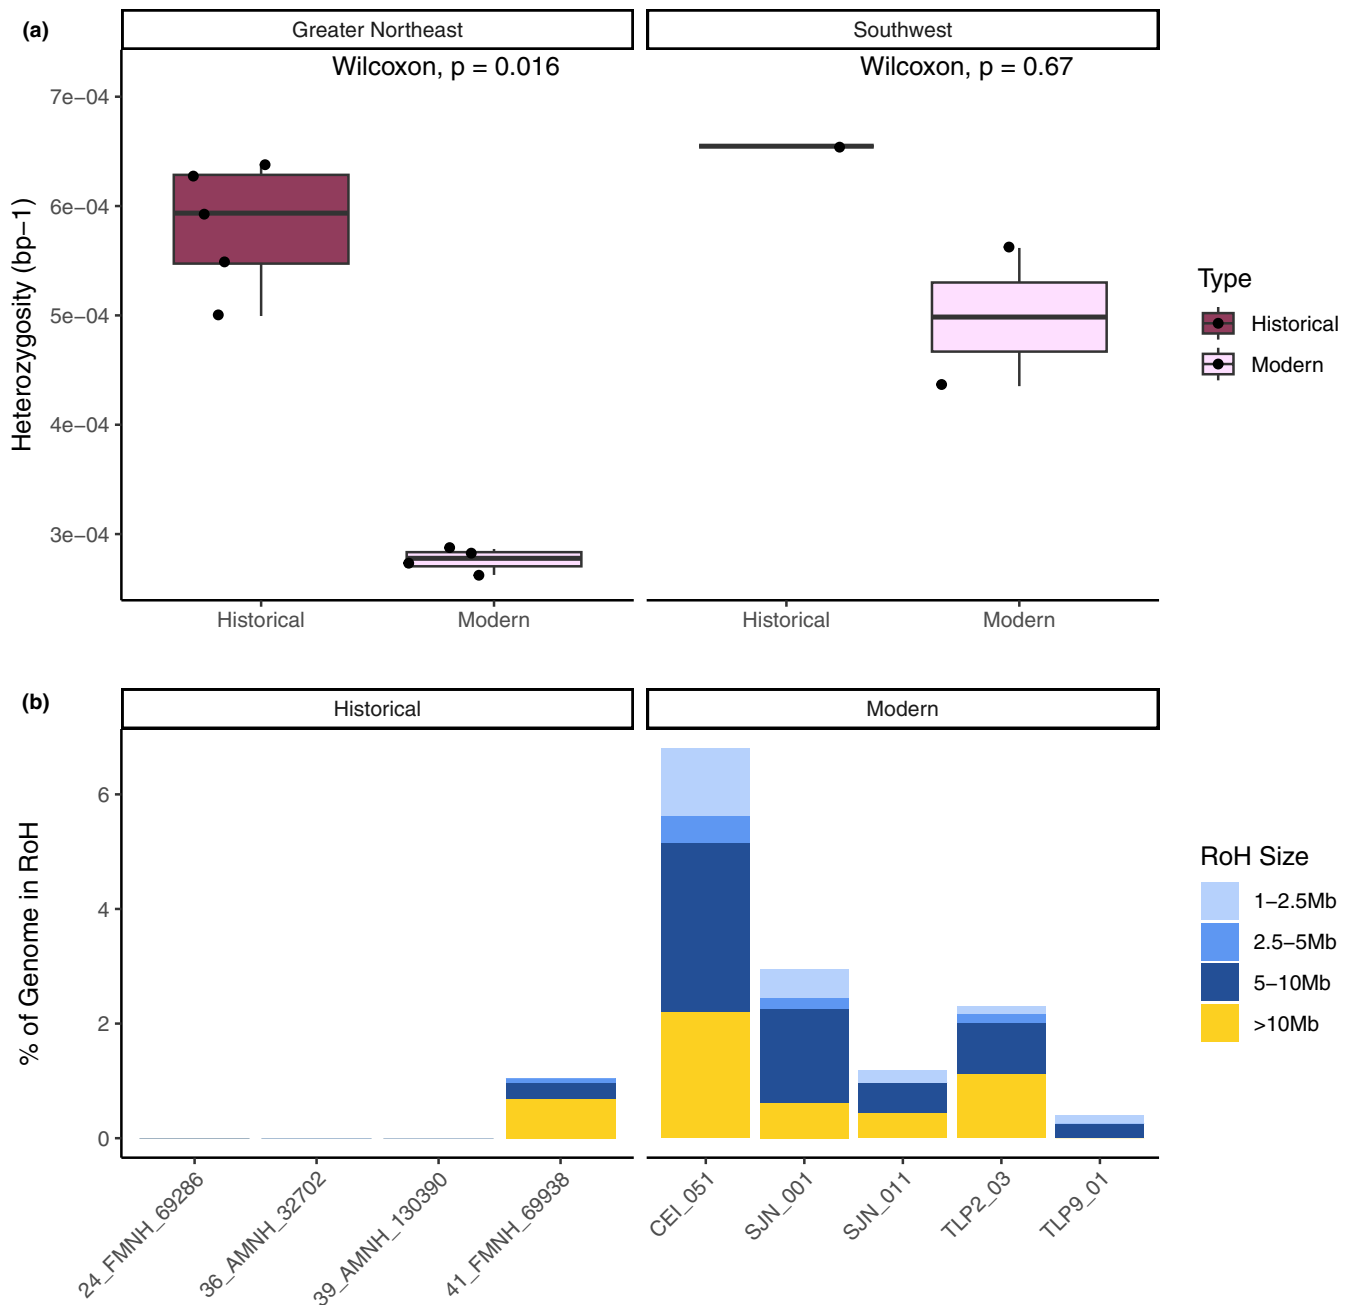 (a)
Greater Northeast
Southwest
Wilcoxon, p = 0.016
Wilcoxon, p = 0.67
Heterozygosity (bp−1)
7e−04
6e−04
5e−04
4e−04
3e−04
Historical
Modern
Historical
Modern
Type
Historical
Modern
(b)
Historical
Modern
% of Genome in RoH
6
4
2
0
24_FMNH_69286
36_AMNH_32702
39_AMNH_130390
41_FMNH_69938
CEI_051
SJN_001
SJN_011
TLP2_03
TLP9_01
RoH Size
1−2.5Mb
2.5−5Mb
5−10Mb
>10Mb